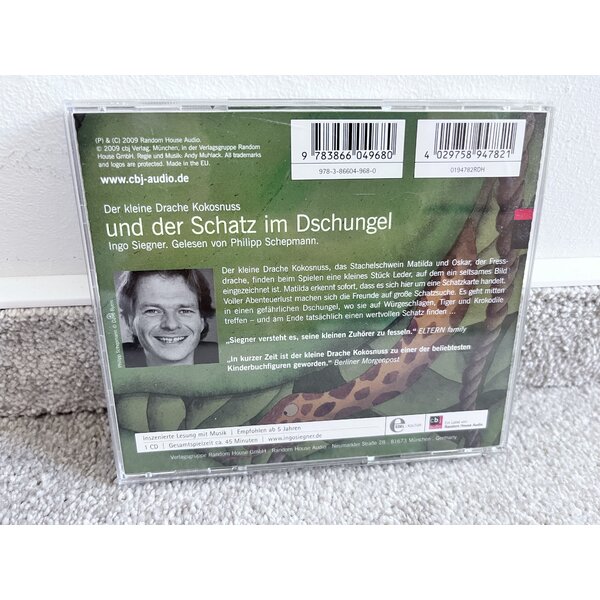 (P) & (C) 2009 Random House Audio.
© 2009 cbj Verlag, München, in der Verlagsgruppe Random
House GmbH. Regie und Musik: Andy Muhlack. All trademarks
and logos are protected. Made in the EU.
www.cbj-audio.de
9 783866 049680
978-3-86604-968-0
4 029758 947821
0194782RDH
Der kleine Drache Kokosnuss
und der Schatz im Dschungel
Ingo Siegner. Gelesen von Philipp Schepmann.
Der kleine Drache Kokosnuss, das Stachelschwein Matilda und Oskar, der Fress-
drache, finden beim Spielen ein kleines Stück Leder, auf dem ein seltsames Bild
eingezeichnet ist. Matilda erkennt sofort, dass es sich hier um eine Schatzkarte handelt.
Voller Abenteuerlust machen sich die Freunde auf große Schatzsuche. Es geht mitten
in einen gefährlichen Dschungel, wo sie auf Würgeschlangen, Tiger und Krokodile
treffen – und am Ende tatsächlich einen wertvollen Schatz finden ...
„Siegner versteht es, seine kleinen Zuhörer zu fesseln.“ ELTERN family
„In kurzer Zeit ist der kleine Drache Kokosnuss zu einer der beliebtesten
Kinderbuchfiguren geworden.“ Berliner Morgenpost
Inszenierte Lesung mit Musik | Empfohlen ab 5 Jahren
1 CD | Gesamtspielzeit ca. 45 Minuten | www.ingosiegner.de
EDEL
cbj
Ein Label von
Random House Audio
Verlagsgruppe Random House GmbH · Random House Audio · Neumarkter Straße 28 · 81673 München · Germany